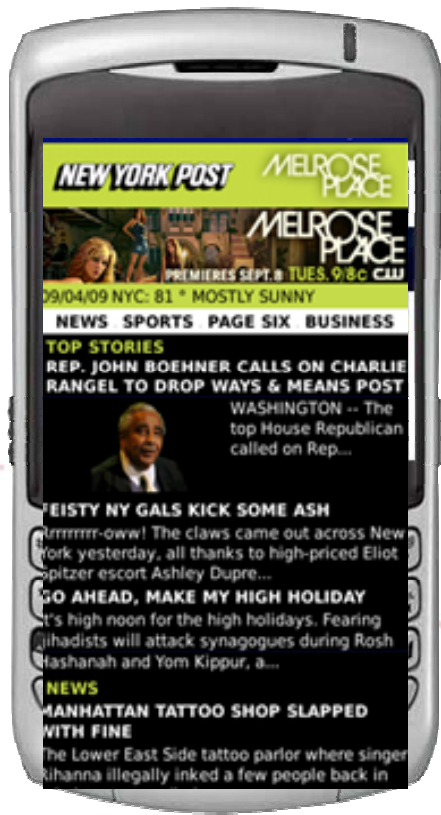 NEW YORK POST
MELROSE
PLACE
MELROSE
PLACE
PREMIERES SEPT. 8 TUES. 9/8c CW
09/04/09 NYC: 81 ° MOSTLY SUNNY
NEWS SPORTS PAGE SIX BUSINESS
TOP STORIES
REP. JOHN BOEHNER CALLS ON CHARLIE
RANGEL TO DROP WAYS & MEANS POST
WASHINGTON -- The
top House Republican
called on Rep...
FEISTY NY GALS KICK SOME ASH
Arrrrrrrr-oww! The claws came out across New
York yesterday, all thanks to high-priced Eliot
Spitzer escort Ashley Dupre...
GO AHEAD, MAKE MY HIGH HOLIDAY
It's high noon for the high holidays. Fearing
jihadists will attack synagogues during Rosh
Hashanah and Yom Kippur, a...
NEWS
MANHATTAN TATTOO SHOP SLAPPED
WITH FINE
The Lower East Side tattoo parlor where singer
Rihanna illegally inked a few people back in